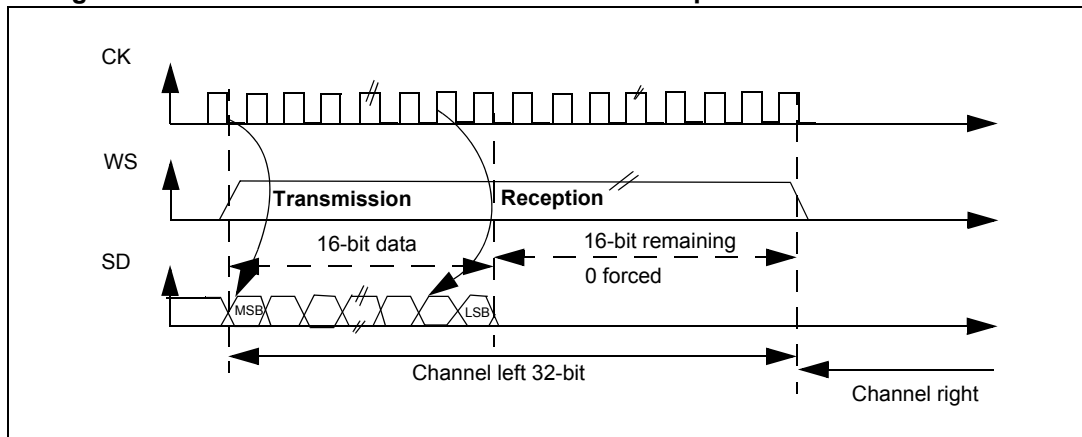 CK
WS
Transmission Reception
16-bit data 16-bit remaining
SD 0 forced
MSB LSB
Channel left 32-bit
Channel right